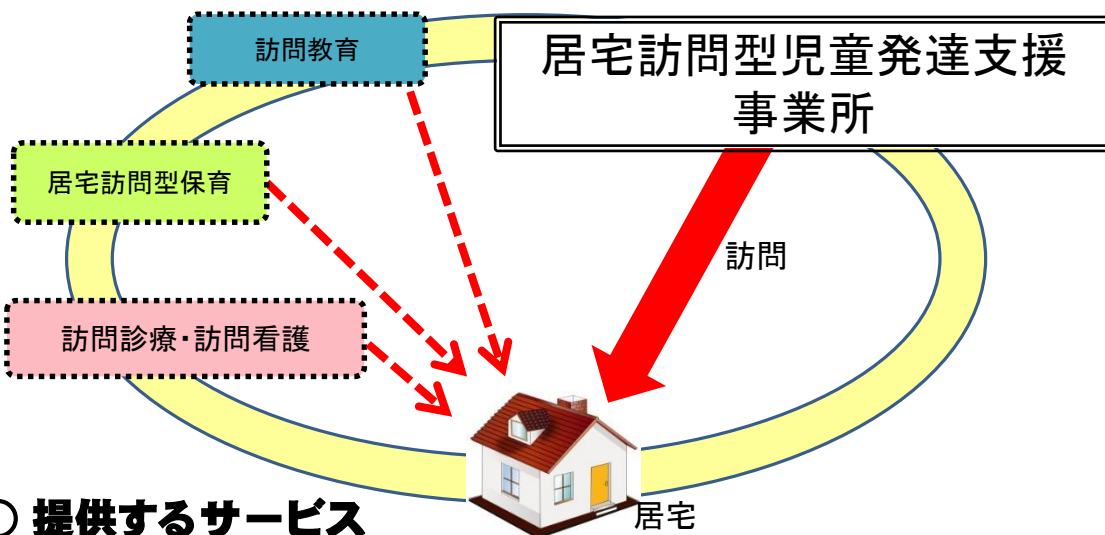 訪問教育
居宅訪問型児童発達支援
事業所
居宅訪問型保育
訪問
訪問診療・訪問看護
居宅
○ 提供するサービス